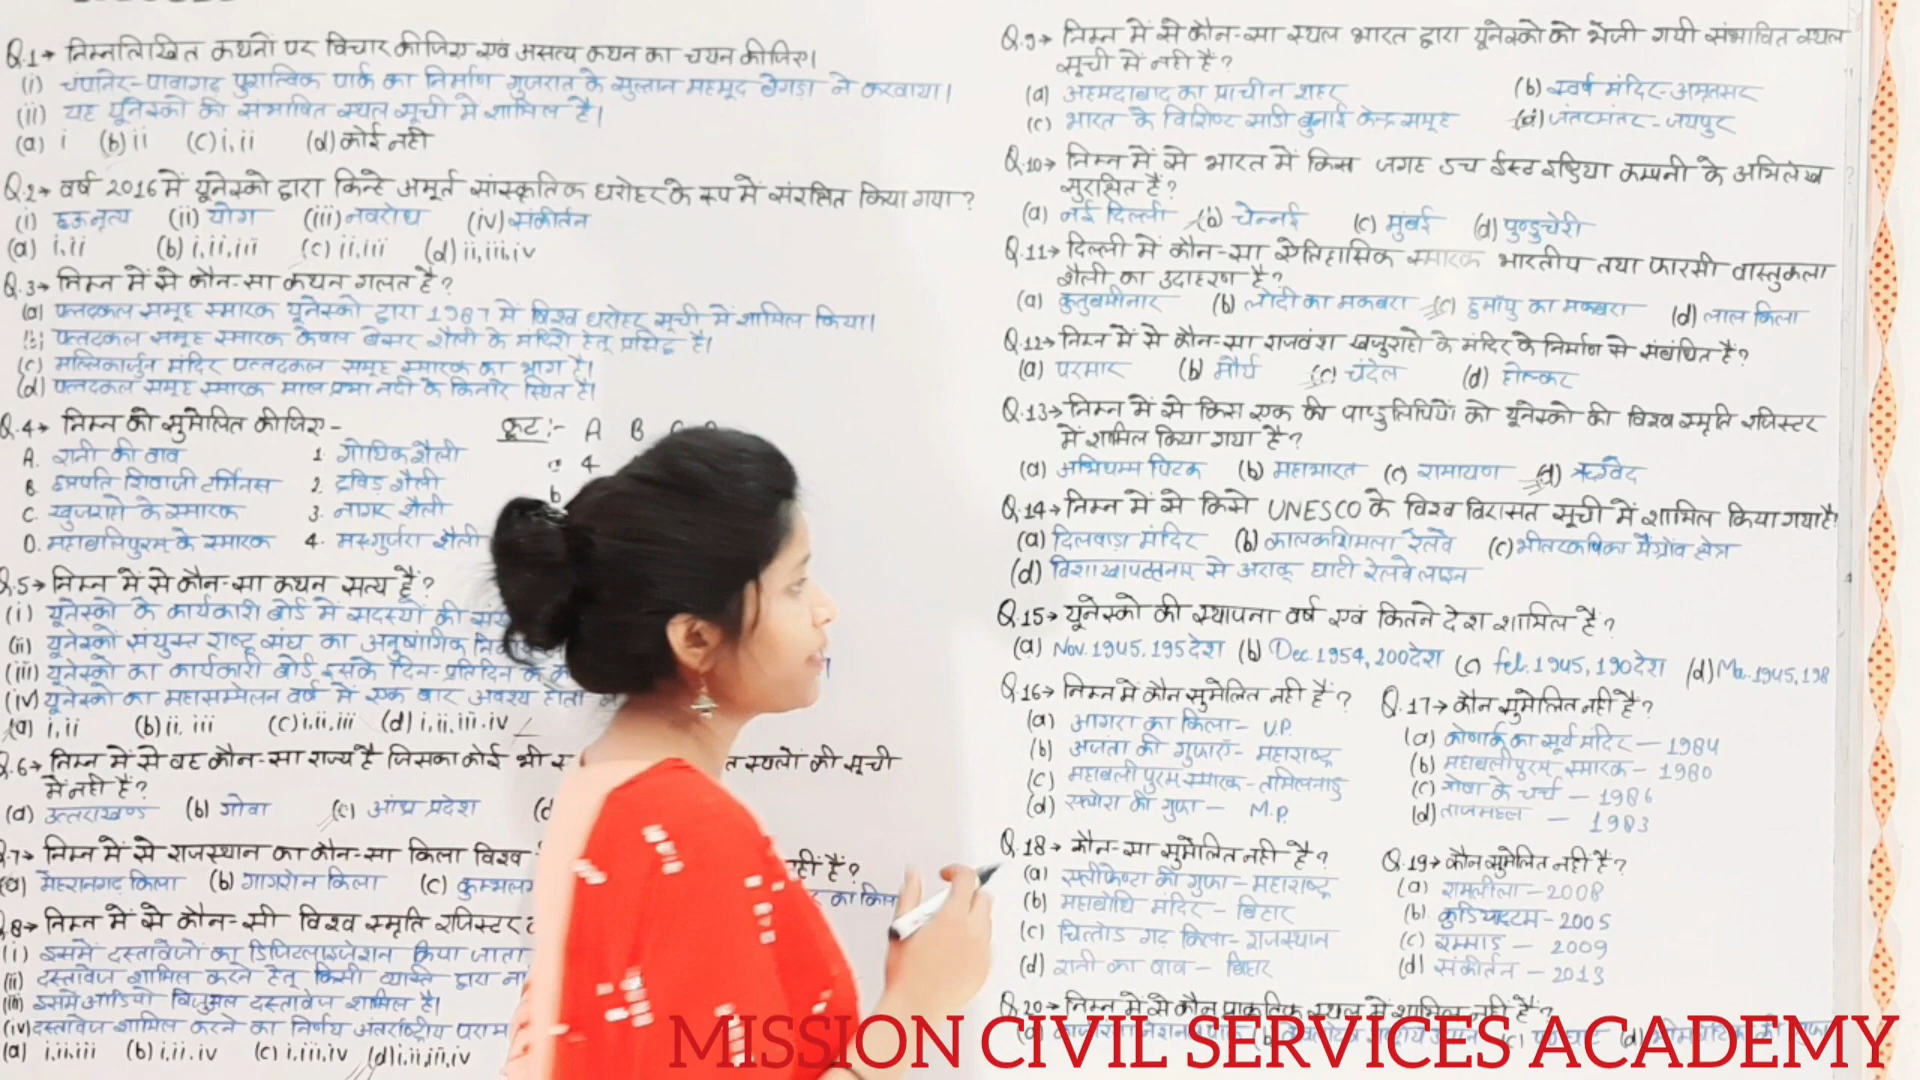 Q.1→ निम्नलिखित कथनों पर विचार कीजिए एवं असत्य कथन का चयन कीजिए।
(i) चंपानेर-पावागढ़ पुरात्विक पार्क का निर्माण गुजरात के सुल्तान महमूद बेगड़ा ने करवाया।
(ii) यह यूनेस्को की संभावित स्थल सूची में शामिल है।
(a) i (b) ii (c) i, ii (d) कोई नही
Q.2→ वर्ष 2016 में यूनेस्को द्वारा किन्हे अमूर्त सांस्कृतिक धरोहर के रूप में संरक्षित किया गया ?
(i) छऊ नृत्य (ii) योग (iii) नवरोध (iv) संकीर्तन
(a) i, ii (b) i, ii, iii (c) ii, iii (d) ii, iii, iv
Q.3→ निम्न में से कौन-सा कथन गलत है ?
(a) पत्तदकल समूह स्मारक यूनेस्को द्वारा 1987 में विश्व धरोहर सूची में शामिल किया।
पत्तदकल समूह स्मारक केवल बेसर शैली के मंदिरो हेतू प्रसिद्ध है।
(c) मल्लिकार्जुन मंदिर पत्तदकल समूह स्मारक का भाग है।
(d) पत्तदकल समूह स्मारक मालप्रभा नदी के किनारे स्थित है।
Q.4→ निम्न को सुमेलित कीजिए - कूट:- A B
A. रानी की वाव 1. गोथिक शैली
B. छत्रपति शिवाजी टर्मिनस 2. द्रविड़ शैली
C. खुजराहो के स्मारक 3. नागर शैली
D. महाबलिपुरम के स्मारक 4. मरुगुर्जरा शैली
a 4
b
5→ निम्न में से कौन-सा कथन सत्य हैं ?
(i) यूनेस्को के कार्यकारी बोर्ड में सदस्यों की
(ii) यूनेस्को संयुक्त राष्ट्र संघ का अनुषांगिक
(iii) यूनेस्को का कार्यकारी बोर्ड इसके दिन-प्रतिदिन के
(iv) यूनेस्को का महासम्मेलन वर्ष में एक बार अवश्य होता
(a) i, ii (b) ii, iii (c) i, ii, iii (d) i, ii, iii, iv
6→ निम्न में से वह कौन-सा राज्य है जिसका कोई भी स्थलों की सूची
में नही है?
(a) उत्तराखण्ड (b) गोवा (c) आंध्र प्रदेश
7→ निम्न में से राजस्थान का कौन-सा किला विश्व नहीं है?
(a) मेहरानगढ़ किला (b) गागरोन किला (c) का किला
8→ निम्न में से कौन-सी विश्व स्मृति रजिस्टर
(i) इसमें दस्तावेजों का डिजिटलाइजेशन किया जाता
(ii) दस्तावेज शामिल करने हेतू किसी व्यक्ति द्वारा
(iii) इसमें आडियो विजुअल दस्तावेज शामिल है।
(iv) दस्तावेज शामिल करने का निर्णय अंतर्राष्ट्रीय
(a) i, ii, iii (b) i, ii, iv (c) i, iii, iv (d) i, ii, iii, iv
Q.9→ निम्न में से कौन-सा स्थल भारत द्वारा यूनेस्को को भेजी गयी संभावित स्थल
सूची में नही है ?
(a) अहमदाबाद का प्राचीन शहर (b) स्वर्ण मंदिर-अमृतसर
(c) भारत के विशिष्ट साडी बुनाई केन्द्र समूह (d) जंतरमंतर-जयपुर
Q.10→ निम्न में से भारत में किस जगह डच ईस्ट इण्डिया कम्पनी के अभिलेख
सुरक्षित हैं ?
(a) नई दिल्ली (b) चेन्नई (c) मुंबई (d) पुण्डुचेरी
Q.11→ दिल्ली में कौन-सा ऐतिहासिक स्मारक भारतीय तथा फारसी वास्तुकला
शैली का उदाहरण है ?
(a) कुतुबमीनार (b) लोदी का मकबरा (c) हुमाँयु का मकबरा (d) लाल किला
Q.12→ निम्न में से कौन-सा राजवंश खजुराहो के मंदिर के निर्माण से संबंधित हैं?
(a) परमार (b) मौर्य (c) चंदेल (d) होल्कर
Q.13→ निम्न में से किस एक की पाण्डुलिपियों को यूनेस्को की विश्व स्मृति रजिस्टर
में शामिल किया गया है ?
(a) अभिधम्म पिटक (b) महाभारत (c) रामायण (d) ऋग्वेद
Q.14→ निम्न में से किसे UNESCO के विश्व विरासत सूची में शामिल किया गया है?
(a) दिलवाड़ा मंदिर (b) कालकाशिमला रेलवे (c) भीतरकणिका मैंग्रोव क्षेत्र
(d) विशाखापट्टनम से अराकू घाटी रेलवे लाइन
Q.15→ यूनेस्को की स्थापना वर्ष एवं कितने देश शामिल है ?
(a) Nov. 1945, 195 देश (b) Dec. 1954, 200 देश (c) feb. 1945, 190 देश (d) Ma. 1945, 198
Q.16→ निम्न में कौन सुमेलित नही हैं ?
(a) आगरा का किला - U.P.
(b) अजंता की गुफाएँ - महाराष्ट्र
(c) महाबलीपुरम स्मारक - तमिलनाडु
(d) एलोरा की गुफा - M.P.
Q.17→ कौन सुमेलित नही है ?
(a) कोणार्क का सूर्य मंदिर - 1984
(b) महाबलीपुरम् स्मारक - 1980
(c) गोवा के चर्च - 1986
(d) ताजमहल - 1983
Q.18→ कौन-सा सुमेलित नही है ?
(a) एलीफेण्टा की गुफा - महाराष्ट्र
(b) महाबोधि मंदिर - बिहार
(c) चित्तोड़ गढ़ किला - राजस्थान
(d) रानी का वाव - बिहार
Q.19→ कौन सुमेलित नही है ?
(a) रामलीला - 2008
(b) कुडियाट्टम - 2005
(c) रम्माड़ - 2009
(d) संकीर्तन - 2013
Q.20→ निम्न में से कौन प्राकृतिक स्थल में शामिल नही हैं ?
MISSION CIVIL SERVICES ACADEMY